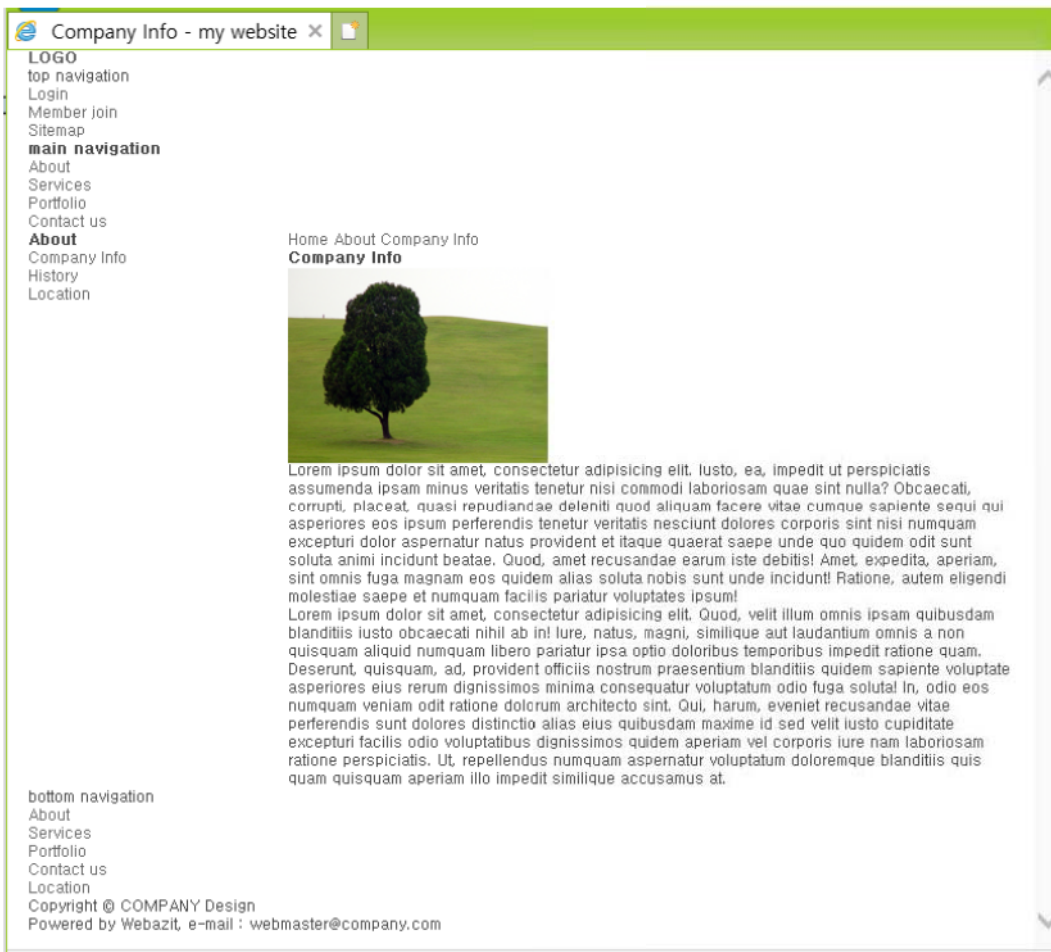 Company Info - my website
LOGO
top navigation
Login
Member join
Sitemap
main navigation
About
Services
Portfolio
Contact us
About
Company Info
History
Location
Home About Company Info
Company Info
Lorem ipsum dolor sit amet, consectetur adipisicing elit. Iusto, ea, impedit ut perspiciatis
assumenda ipsam minus veritatis tenetur nisi commodi laboriosam quae sint nulla? Obcaecati,
corrupti, placeat, quasi repudiandae deleniti quod aliquam facere vitae cumque sapiente sequi qui
asperiores eos ipsum perferendis tenetur veritatis nesciunt dolores corporis sint nisi numquam
excepturi dolor aspernatur natus provident et itaque quaerat saepe unde quo quidem odit sunt
soluta animi incidunt beatae. Quod, amet recusandae earum iste debitis! Amet, expedita, aperiam,
sint omnis fuga magnam eos quidem alias soluta nobis sunt unde incidunt! Ratione, autem eligendi
molestiae saepe et numquam facilis pariatur voluptates ipsum!
Lorem ipsum dolor sit amet, consectetur adipisicing elit. Quod, velit illum omnis ipsam quibusdam
blanditiis iusto obcaecati nihil ab in! Iure, natus, magni, similique aut laudantium omnis a non
quisquam aliquid numquam libero pariatur ipsa optio doloribus temporibus impedit ratione quam.
Deserunt, quisquam, ad, provident officiis nostrum praesentium blanditiis quidem sapiente voluptate
asperiores eius rerum dignissimos minima consequatur voluptatum odio fuga soluta! In, odio eos
numquam veniam odit ratione dolorum architecto sint. Qui, harum, eveniet recusandae vitae
perferendis sunt dolores distinctio alias eius quibusdam maxime id sed velit iusto cupiditate
excepturi facilis odio voluptatibus dignissimos quidem aperiam vel corporis iure nam laboriosam
ratione perspiciatis. Ut, repellendus numquam aspernatur voluptatum doloremque blanditiis quis
quam quisquam aperiam illo impedit similique accusamus at.
bottom navigation
About
Services
Portfolio
Contact us
Location
Copyright © COMPANY Design
Powered by Webazit, e-mail : webmaster@company.com